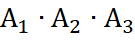 A₁ · A₂ · A₃